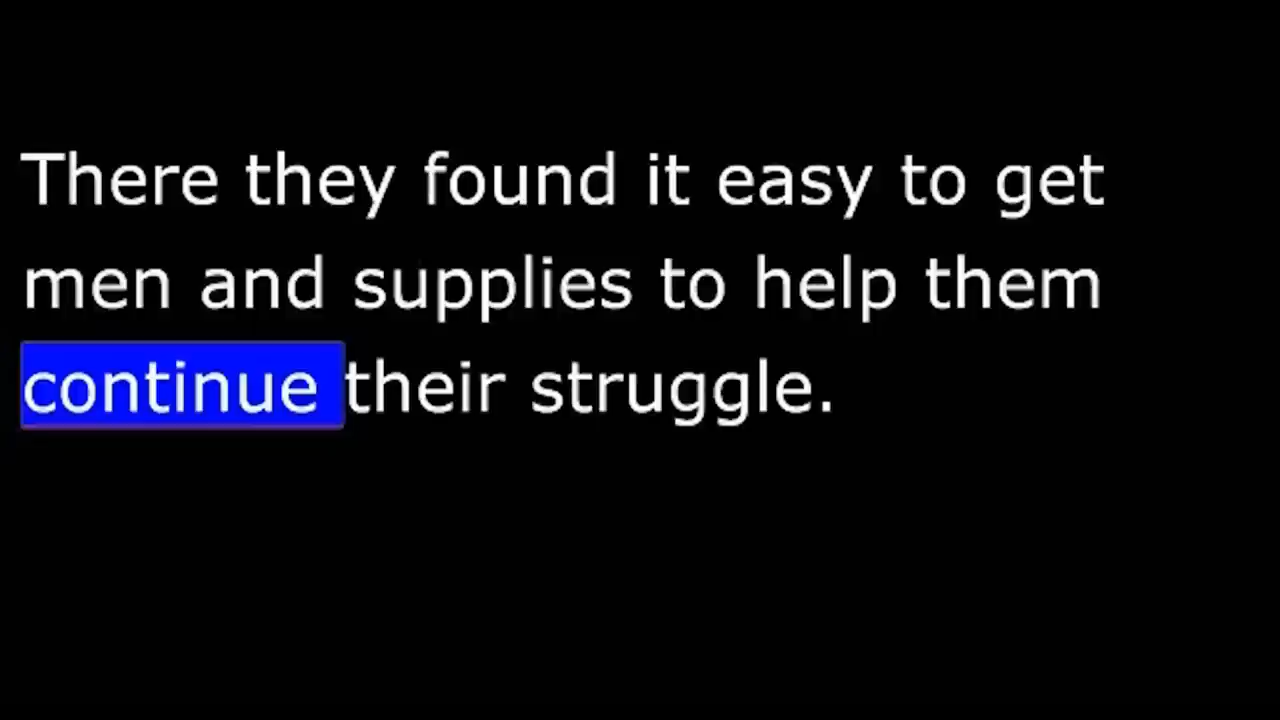 There they found it easy to get
men and supplies to help them
continue their struggle.